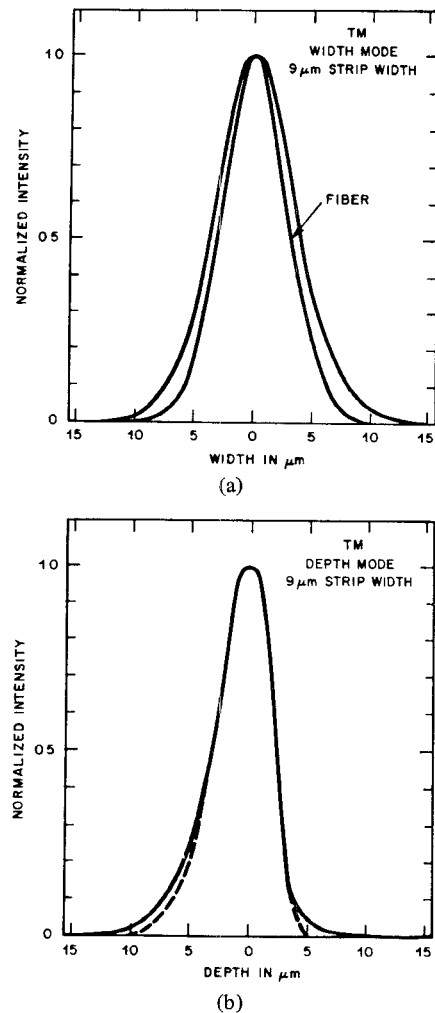 TM
WIDTH MODE
9 μm STRIP WIDTH
NORMALIZED INTENSITY
1.0
0.5
0
FIBER
15 10 5 0 5 10 15
WIDTH IN μm
(a)
TM
DEPTH MODE
9 μm STRIP WIDTH
NORMALIZED INTENSITY
1.0
0.5
0
15 10 5 0 5 10 15
DEPTH IN μm
(b)